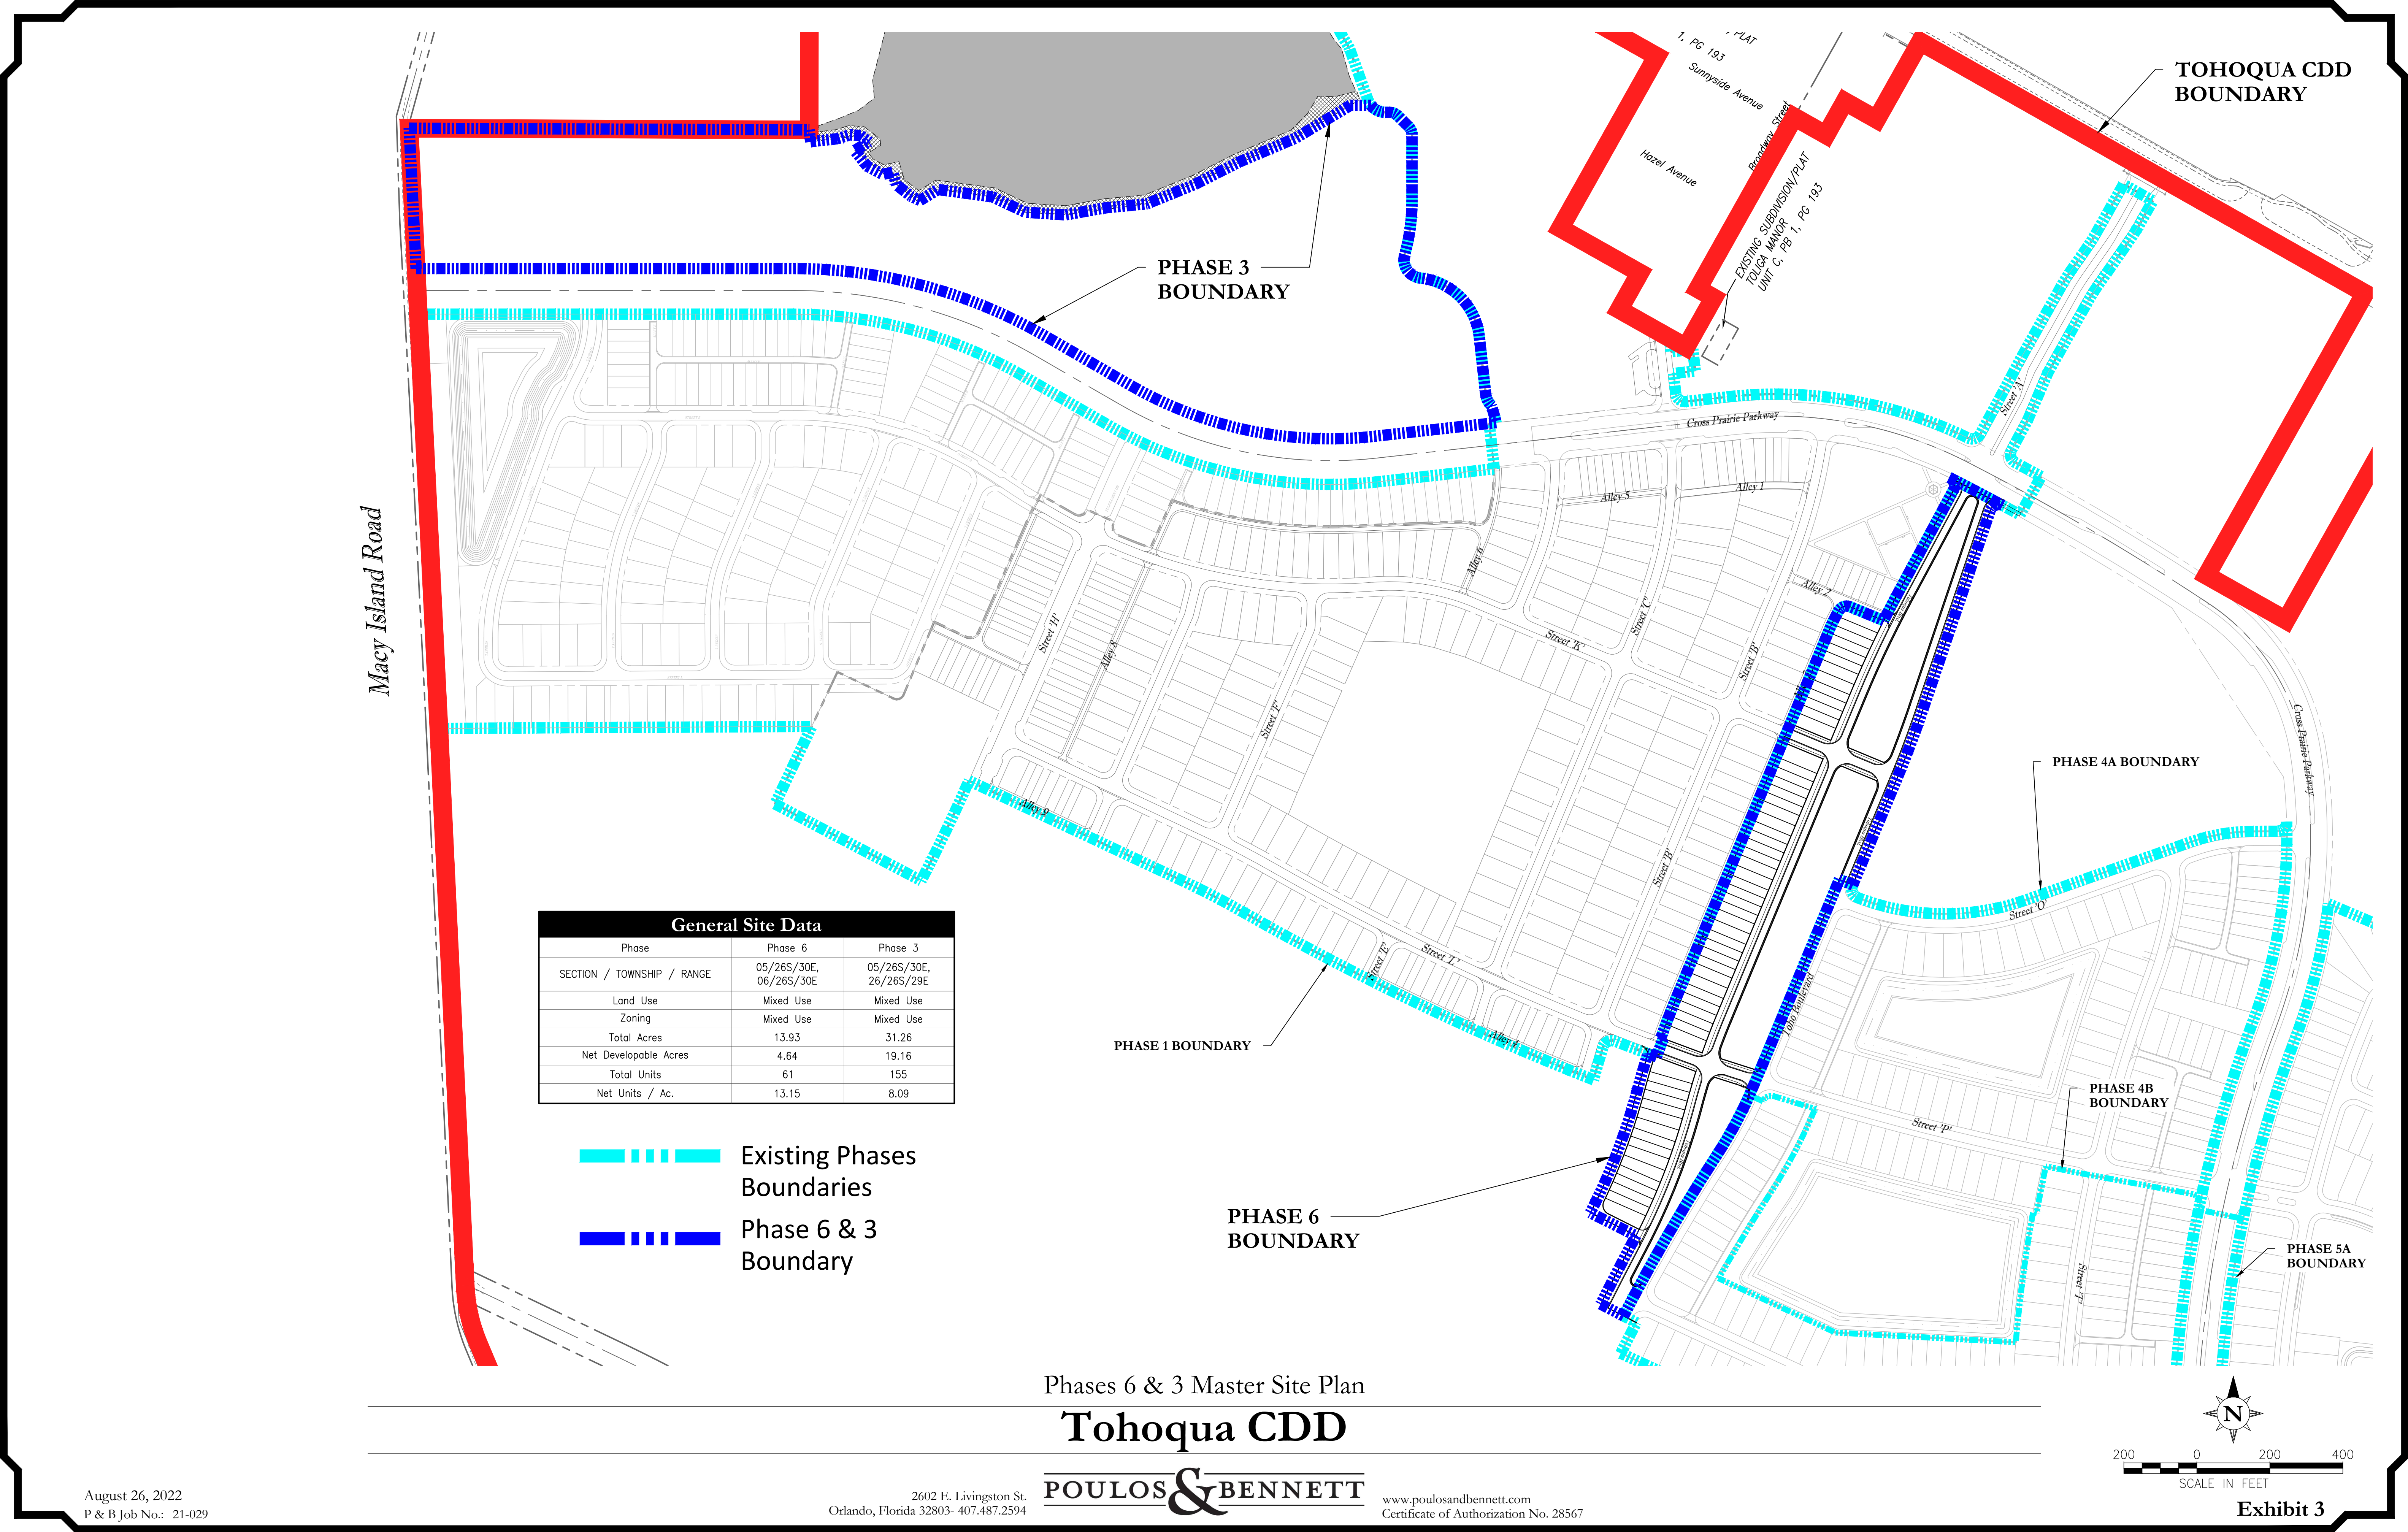 , PLAT
1, PG 193
Sunnyside Avenue
Broadway Street
Hazel Avenue
EXISTING SUBDIVISION/PLAT
TOLIGA MANOR
UNIT C, PB 1, PG 193
TOHOQUA CDD
BOUNDARY
PHASE 3
BOUNDARY
Street 'A'
Cross Prairie Parkway
Alley 5
Alley 1
Alley 6
Alley 2
Macy Island Road
Street 'H'
Alley 8
Street 'F'
Street 'K'
Street 'C'
Street 'B'
Cross Prairie Parkway
PHASE 4A BOUNDARY
Alley 9
Street 'B'
Street 'O'
Street 'E'
Street 'L'
Alley 4
Toho Boulevard
PHASE 1 BOUNDARY
PHASE 4B
BOUNDARY
Street 'P'
PHASE 6
BOUNDARY
PHASE 5A
BOUNDARY
Street 'T'
General Site Data
Phase Phase 6 Phase 3
SECTION / TOWNSHIP / RANGE 05/26S/30E, 05/26S/30E,
06/26S/30E 26/26S/29E
Land Use Mixed Use Mixed Use
Zoning Mixed Use Mixed Use
Total Acres 13.93 31.26
Net Developable Acres 4.64 19.16
Total Units 61 155
Net Units / Ac. 13.15 8.09
Existing Phases
Boundaries
Phase 6 & 3
Boundary
Phases 6 & 3 Master Site Plan
Tohoqua CDD
N
200 0 200 400
SCALE IN FEET
August 26, 2022
P & B Job No.: 21-029
2602 E. Livingston St.
Orlando, Florida 32803- 407.487.2594
POULOS & BENNETT
www.poulosandbennett.com
Certificate of Authorization No. 28567
Exhibit 3